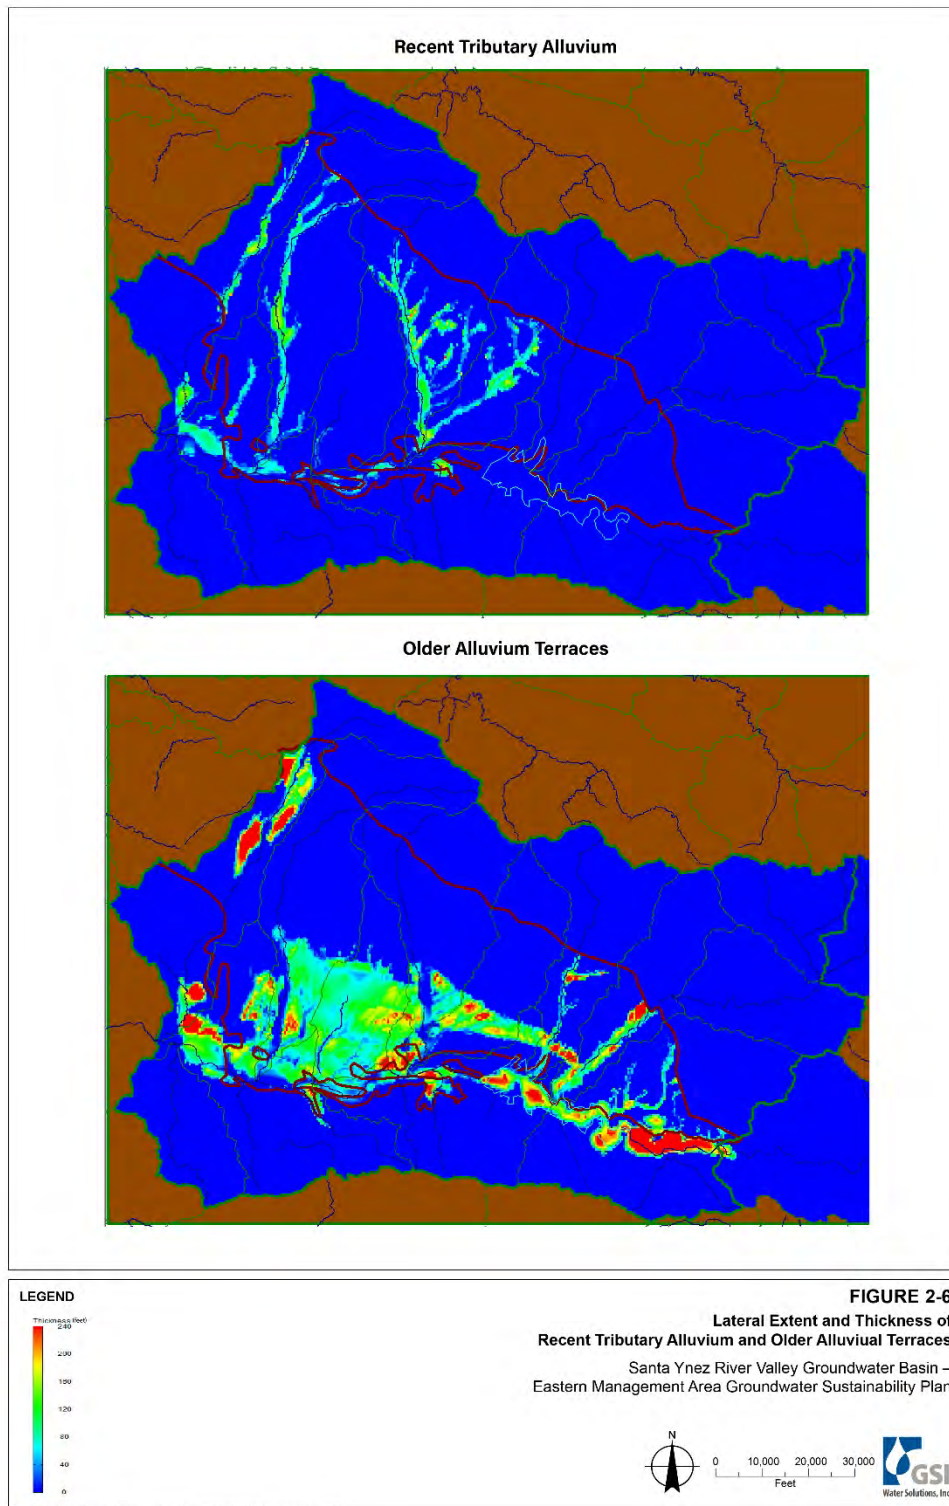 Recent Tributary Alluvium
Older Alluvium Terraces
LEGEND
Thickness (feet)
240
200
160
120
80
40
0
FIGURE 2-6
Lateral Extent and Thickness of
Recent Tributary Alluvium and Older Alluviual Terraces
Santa Ynez River Valley Groundwater Basin –
Eastern Management Area Groundwater Sustainability Plan
N
0 10,000 20,000 30,000
Feet
GSI
Water Solutions, Inc